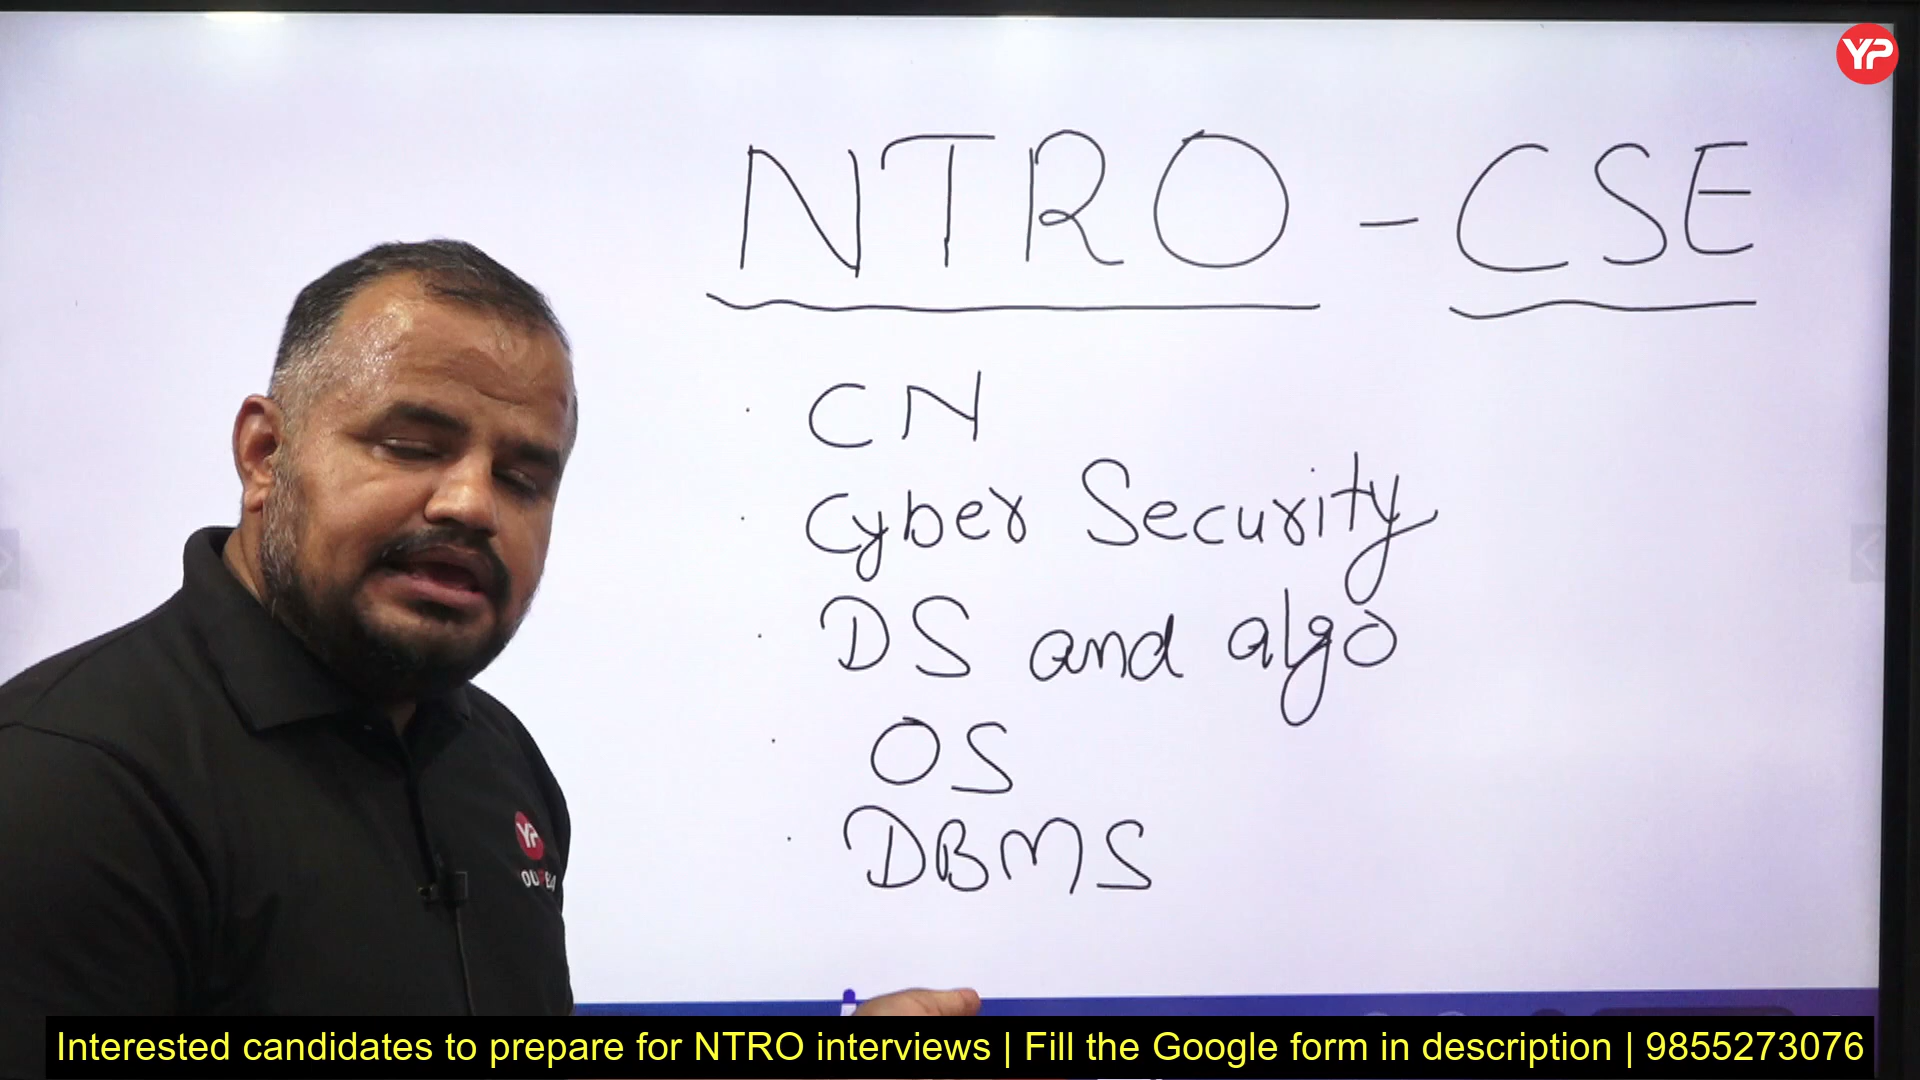 YP
NTRO - CSE
CN
Cyber Security
DS and algo
OS
DBMS
YP
Interested candidates to prepare for NTRO interviews | Fill the Google form in description | 9855273076